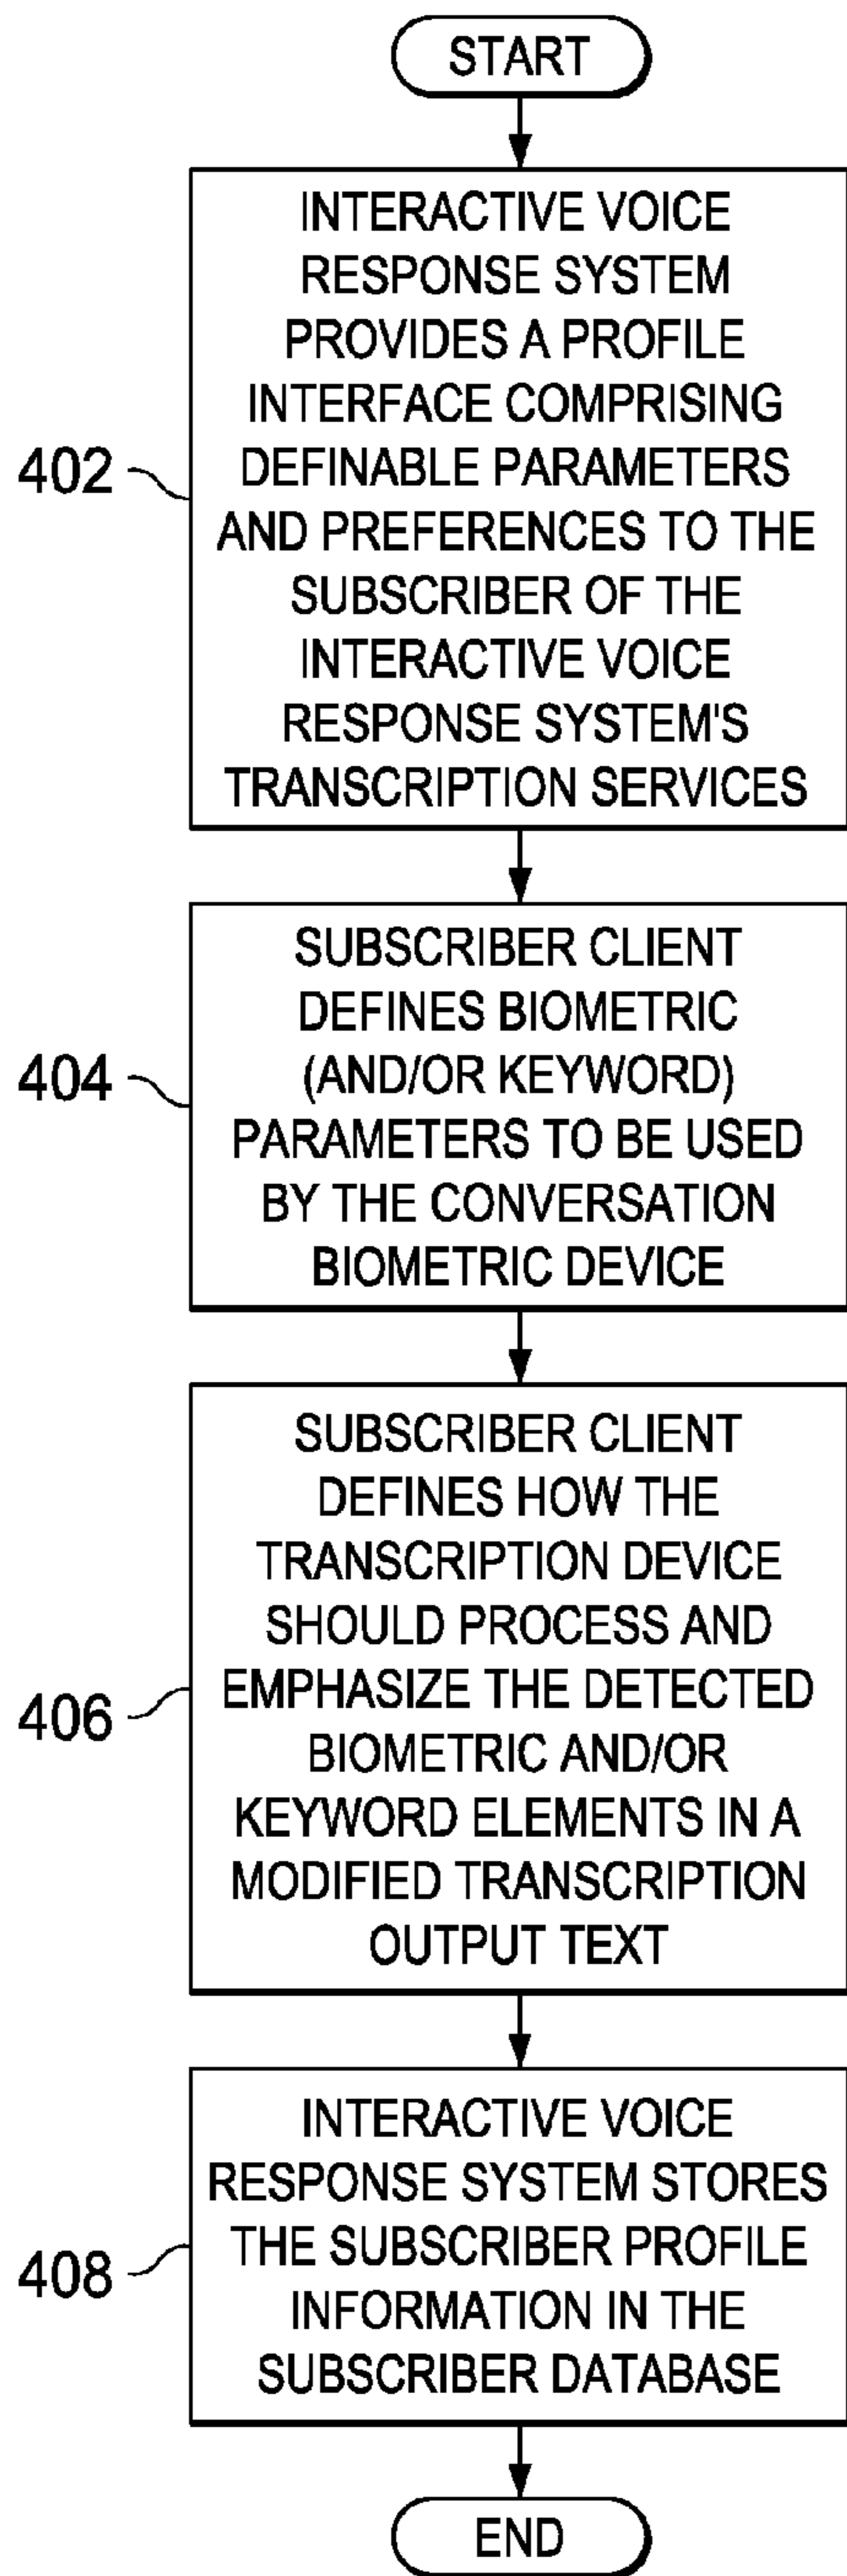 START
INTERACTIVE VOICE
RESPONSE SYSTEM
PROVIDES A PROFILE
INTERFACE COMPRISING
DEFINABLE PARAMETERS
AND PREFERENCES TO THE
SUBSCRIBER OF THE
INTERACTIVE VOICE
RESPONSE SYSTEM'S
TRANSCRIPTION SERVICES
402
SUBSCRIBER CLIENT
DEFINES BIOMETRIC
(AND/OR KEYWORD)
PARAMETERS TO BE USED
BY THE CONVERSATION
BIOMETRIC DEVICE
404
SUBSCRIBER CLIENT
DEFINES HOW THE
TRANSCRIPTION DEVICE
SHOULD PROCESS AND
EMPHASIZE THE DETECTED
BIOMETRIC AND/OR
KEYWORD ELEMENTS IN A
MODIFIED TRANSCRIPTION
OUTPUT TEXT
406
INTERACTIVE VOICE
RESPONSE SYSTEM STORES
THE SUBSCRIBER PROFILE
INFORMATION IN THE
SUBSCRIBER DATABASE
408
END